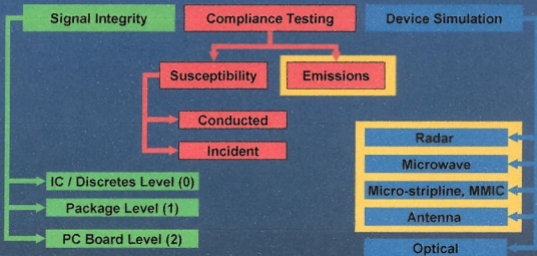 Signal Integrity
Compliance Testing
Device Simulation
Susceptibility
Emissions
Conducted
Incident
Radar
Microwave
Micro-stripline, MMIC
Antenna
Optical
IC / Discretes Level (0)
Package Level (1)
PC Board Level (2)